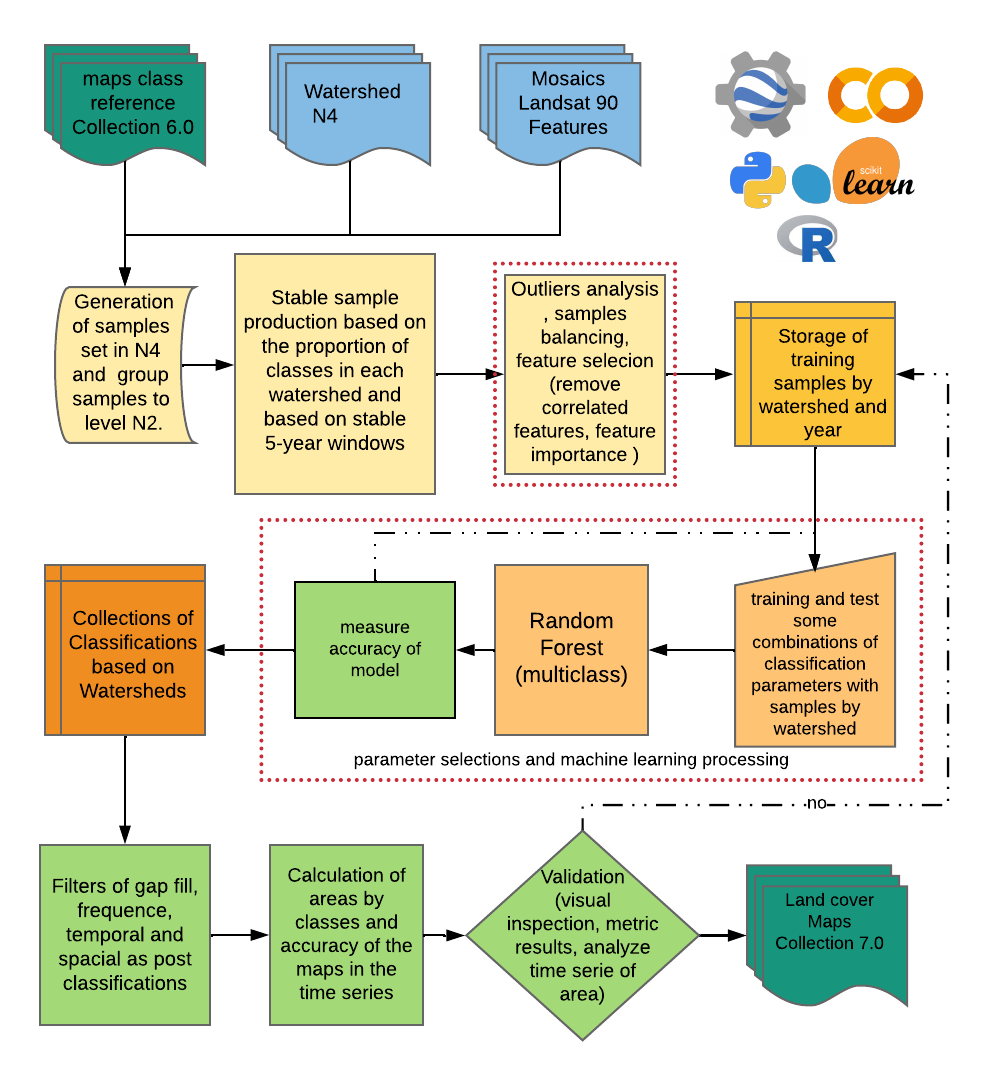 maps class
reference
Collection 6.0
Watershed
N4
Mosaics
Landsat 90
Features
scikit
learn
R
Generation
of samples
set in N4
and group
samples to
level N2.
Stable sample
production based on
the proportion of
classes in each
watershed and
based on stable
5-year windows
Outliers analysis
, samples
balancing,
feature selecion
(remove
correlated
features, feature
importance )
Storage of
training
samples by
watershed and
year
training and test
some
combinations of
classification
parameters with
samples by
watershed
Random
Forest
(multiclass)
measure
accuracy of
model
Collections of
Classifications
based on
Watersheds
parameter selections and machine learning processing
no
Filters of gap fill,
frequence,
temporal and
spacial as post
classifications
Calculation of
areas by
classes and
accuracy of the
maps in the
time series
Validation
(visual
inspection, metric
results, analyze
time serie of
area)
Land cover
Maps
Collection 7.0